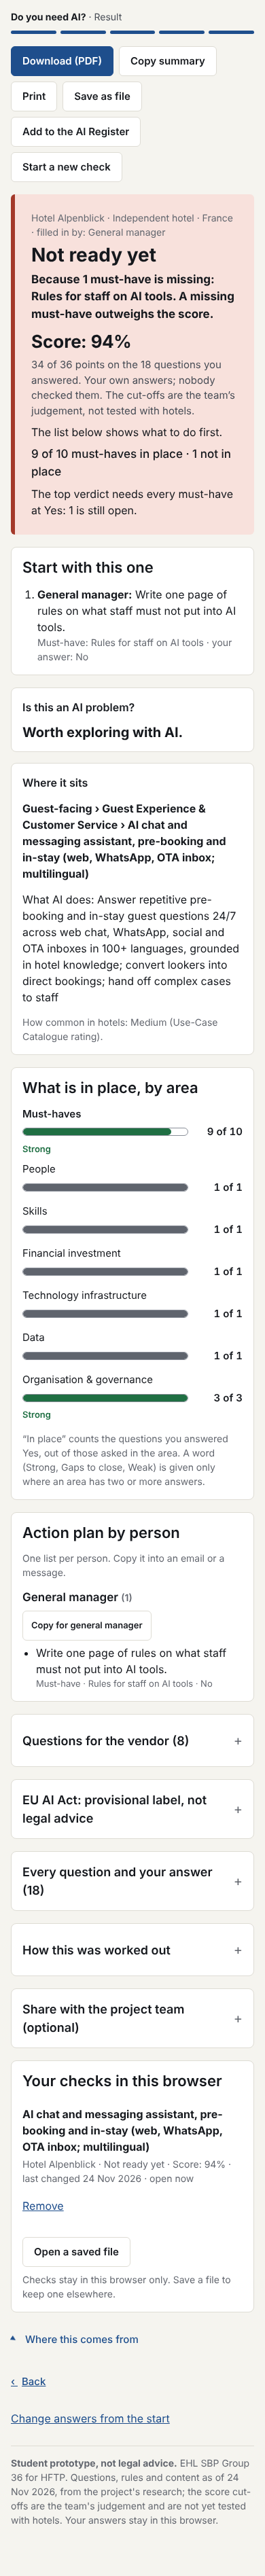 Do you need AI? · Result
Download (PDF)
Copy summary
Print
Save as file
Add to the AI Register
Start a new check
Hotel Alpenblick · Independent hotel · France
· filled in by: General manager
Not ready yet
Because 1 must-have is missing:
Rules for staff on AI tools. A missing
must-have outweighs the score.
Score: 94%
34 of 36 points on the 18 questions you
answered. Your own answers; nobody
checked them. The cut-offs are the team's
judgement, not tested with hotels.
The list below shows what to do first.
9 of 10 must-haves in place · 1 not in
place
The top verdict needs every must-have
at Yes: 1 is still open.
Start with this one
1. General manager: Write one page of
rules on what staff must not put into AI
tools.
Must-have: Rules for staff on AI tools · your
answer: No
Is this an AI problem?
Worth exploring with AI.
Where it sits
Guest-facing › Guest Experience &
Customer Service › AI chat and
messaging assistant, pre-booking and
in-stay (web, WhatsApp, OTA inbox;
multilingual)
What AI does: Answer repetitive pre-
booking and in-stay guest questions 24/7
across web chat, WhatsApp, social and
OTA inboxes in 100+ languages, grounded
in hotel knowledge; convert lookers into
direct bookings; hand off complex cases
to staff
How common in hotels: Medium (Use-Case
Catalogue rating).
What is in place, by area
Must-haves
9 of 10
Strong
People
1 of 1
Skills
1 of 1
Financial investment
1 of 1
Technology infrastructure
1 of 1
Data
1 of 1
Organisation & governance
3 of 3
Strong
“In place” counts the questions you answered
Yes, out of those asked in the area. A word
(Strong, Gaps to close, Weak) is given only
where an area has two or more answers.
Action plan by person
One list per person. Copy it into an email or a
message.
General manager (1)
Copy for general manager
• Write one page of rules on what staff
must not put into AI tools.
Must-have · Rules for staff on AI tools · No
Questions for the vendor (8) +
EU AI Act: provisional label, not
legal advice +
Every question and your answer
(18) +
How this was worked out +
Share with the project team
(optional) +
Your checks in this browser
AI chat and messaging assistant, pre-
booking and in-stay (web, WhatsApp,
OTA inbox; multilingual)
Hotel Alpenblick · Not ready yet · Score: 94% ·
last changed 24 Nov 2026 · open now
Remove
Open a saved file
Checks stay in this browser only. Save a file to
keep one elsewhere.
Where this comes from
‹ Back
Change answers from the start
Student prototype, not legal advice. EHL SBP Group
36 for HFTP. Questions, rules and content as of 24
Nov 2026, from the project's research; the score cut-
offs are the team's judgement and are not yet tested
with hotels. Your answers stay in this browser.